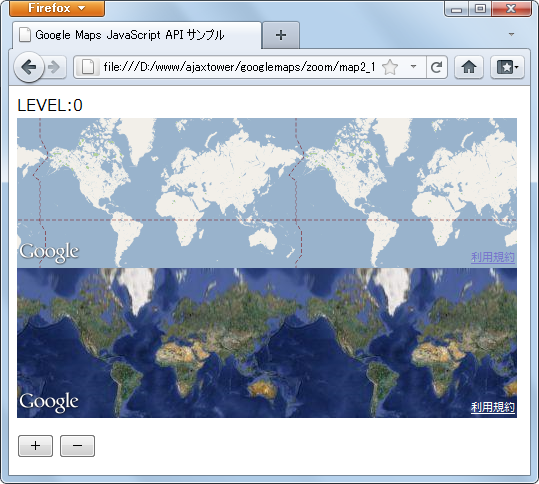 Firefox
Google Maps JavaScript API サンプル
file:///D:/www/ajaxtower/googlemaps/zoom/map2_1
LEVEL:0
Google
利用規約
Google
利用規約
+ −